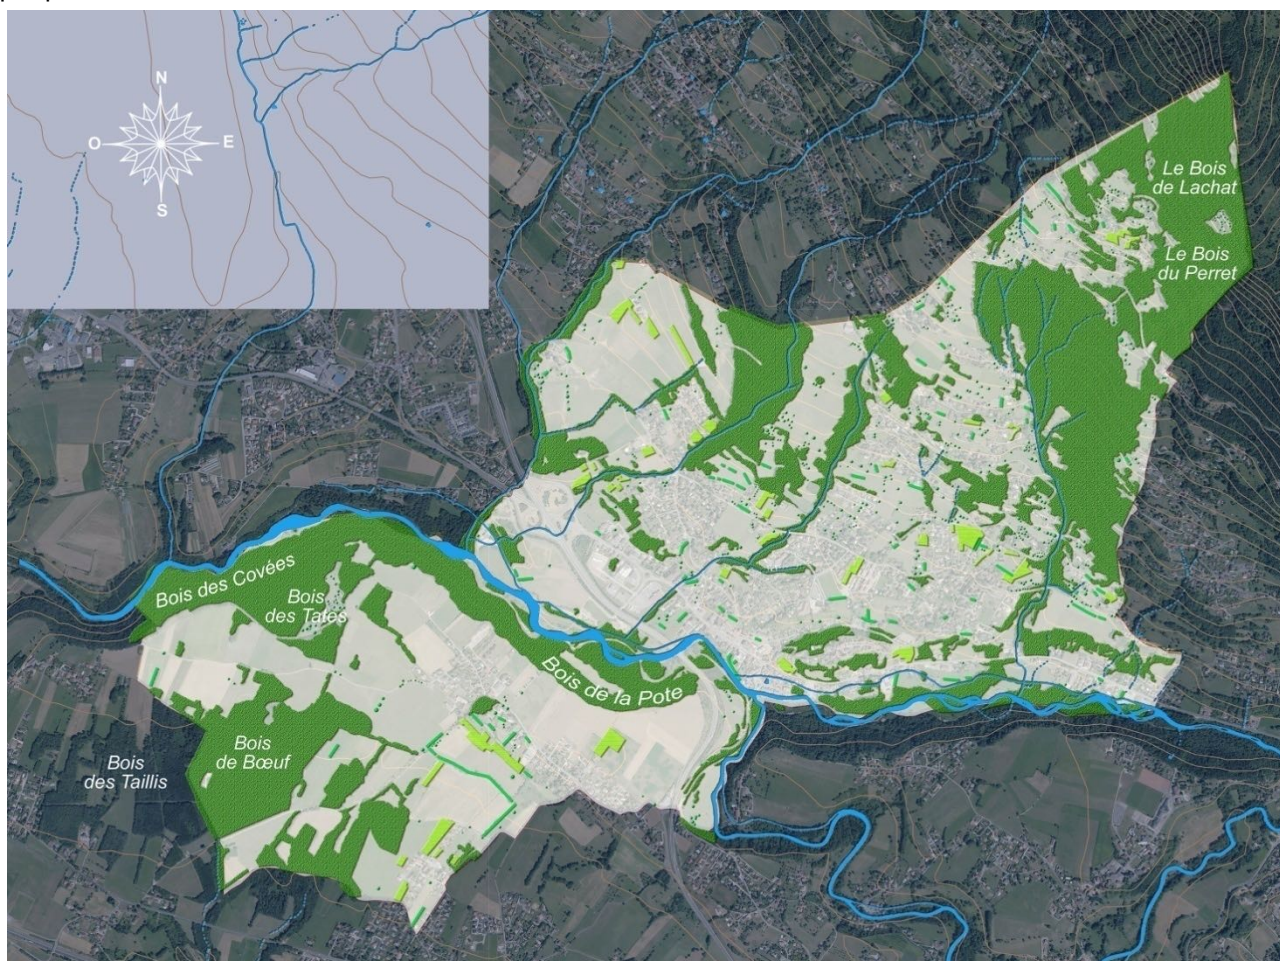 N
O
E
S
Le Bois
de Lachat
Le Bois
du Perret
Bois des Covées
Bois
des Tates
Bois de la Pote
Bois
de Bœuf
Bois
des Taillis